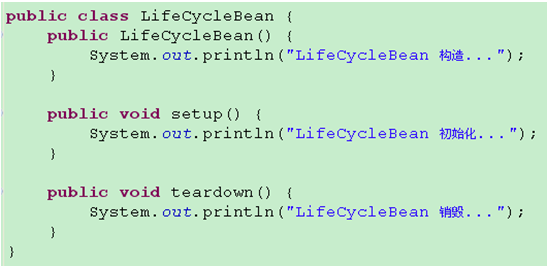 public class LifeCycleBean {
    public LifeCycleBean() {
        System.out.println("LifeCycleBean 构造...");
    }

    public void setup() {
        System.out.println("LifeCycleBean 初始化...");
    }

    public void teardown() {
        System.out.println("LifeCycleBean 销毁...");
    }
}